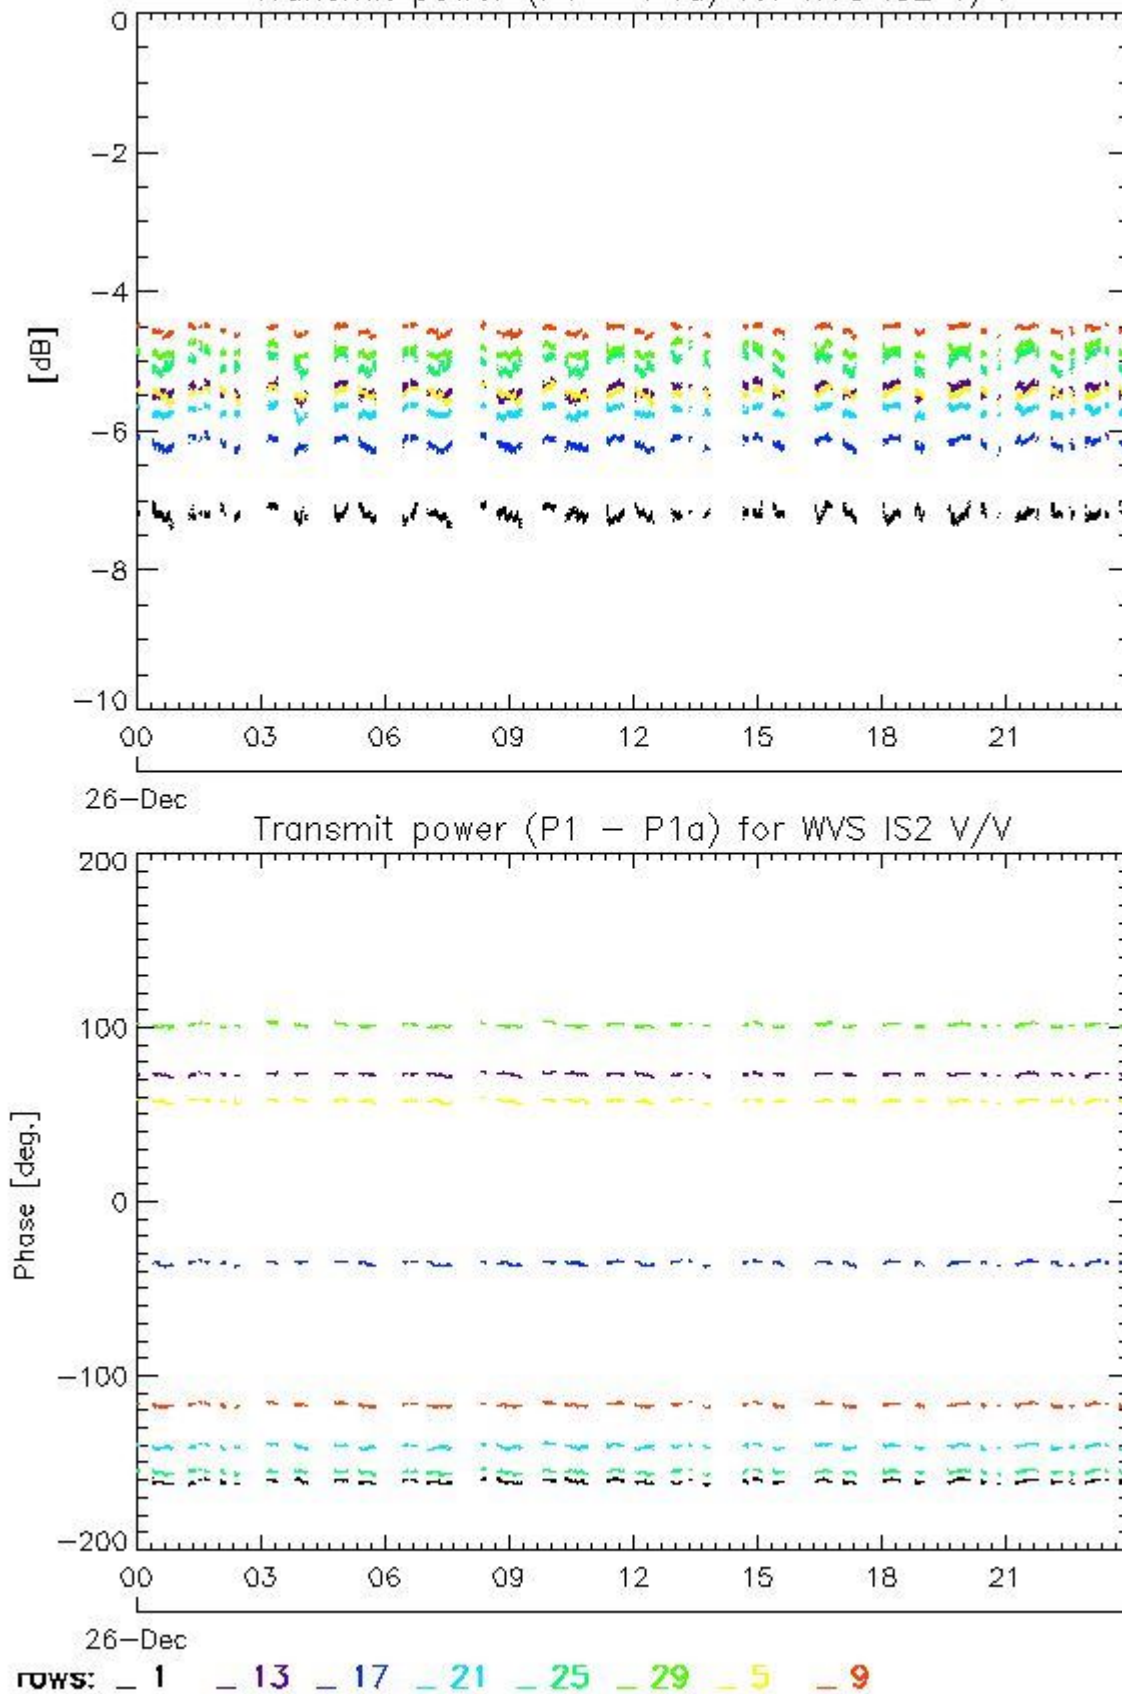 0
-2
-4
[dB]
-6
-8
-10
00 03 06 09 12 15 18 21
26-Dec
Transmit power (P1 - P1a) for WVS IS2 V/V
200
100
Phase [deg.]
0
-100
-200
00 03 06 09 12 15 18 21
26-Dec
rows: _ 1 _ 13 _ 17 _ 21 _ 25 _ 29 _ 5 _ 9